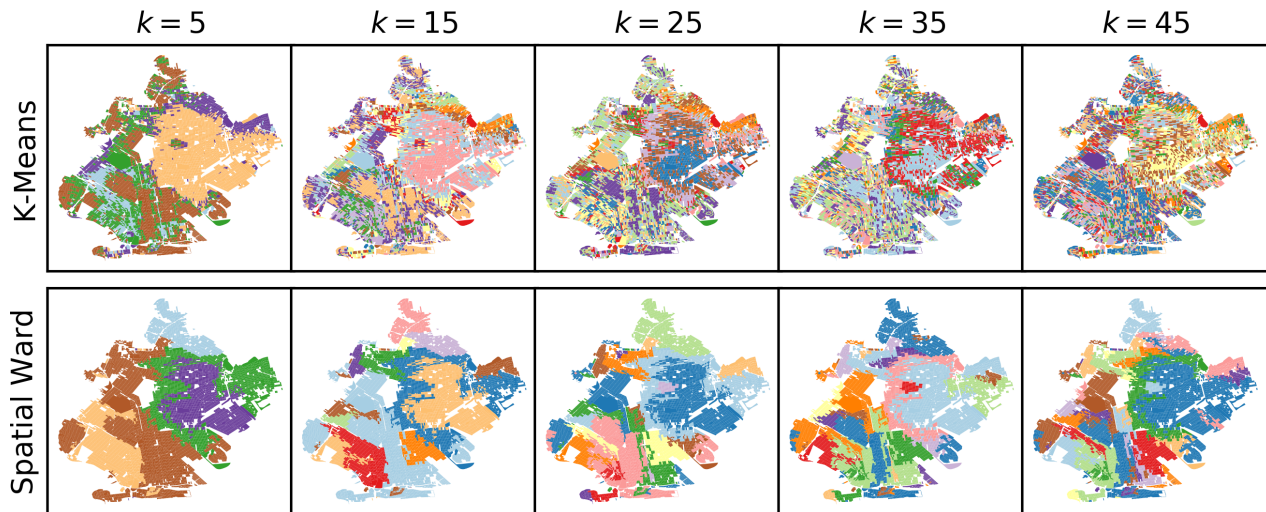 k = 5
k = 15
k = 25
k = 35
k = 45
K-Means
Spatial Ward